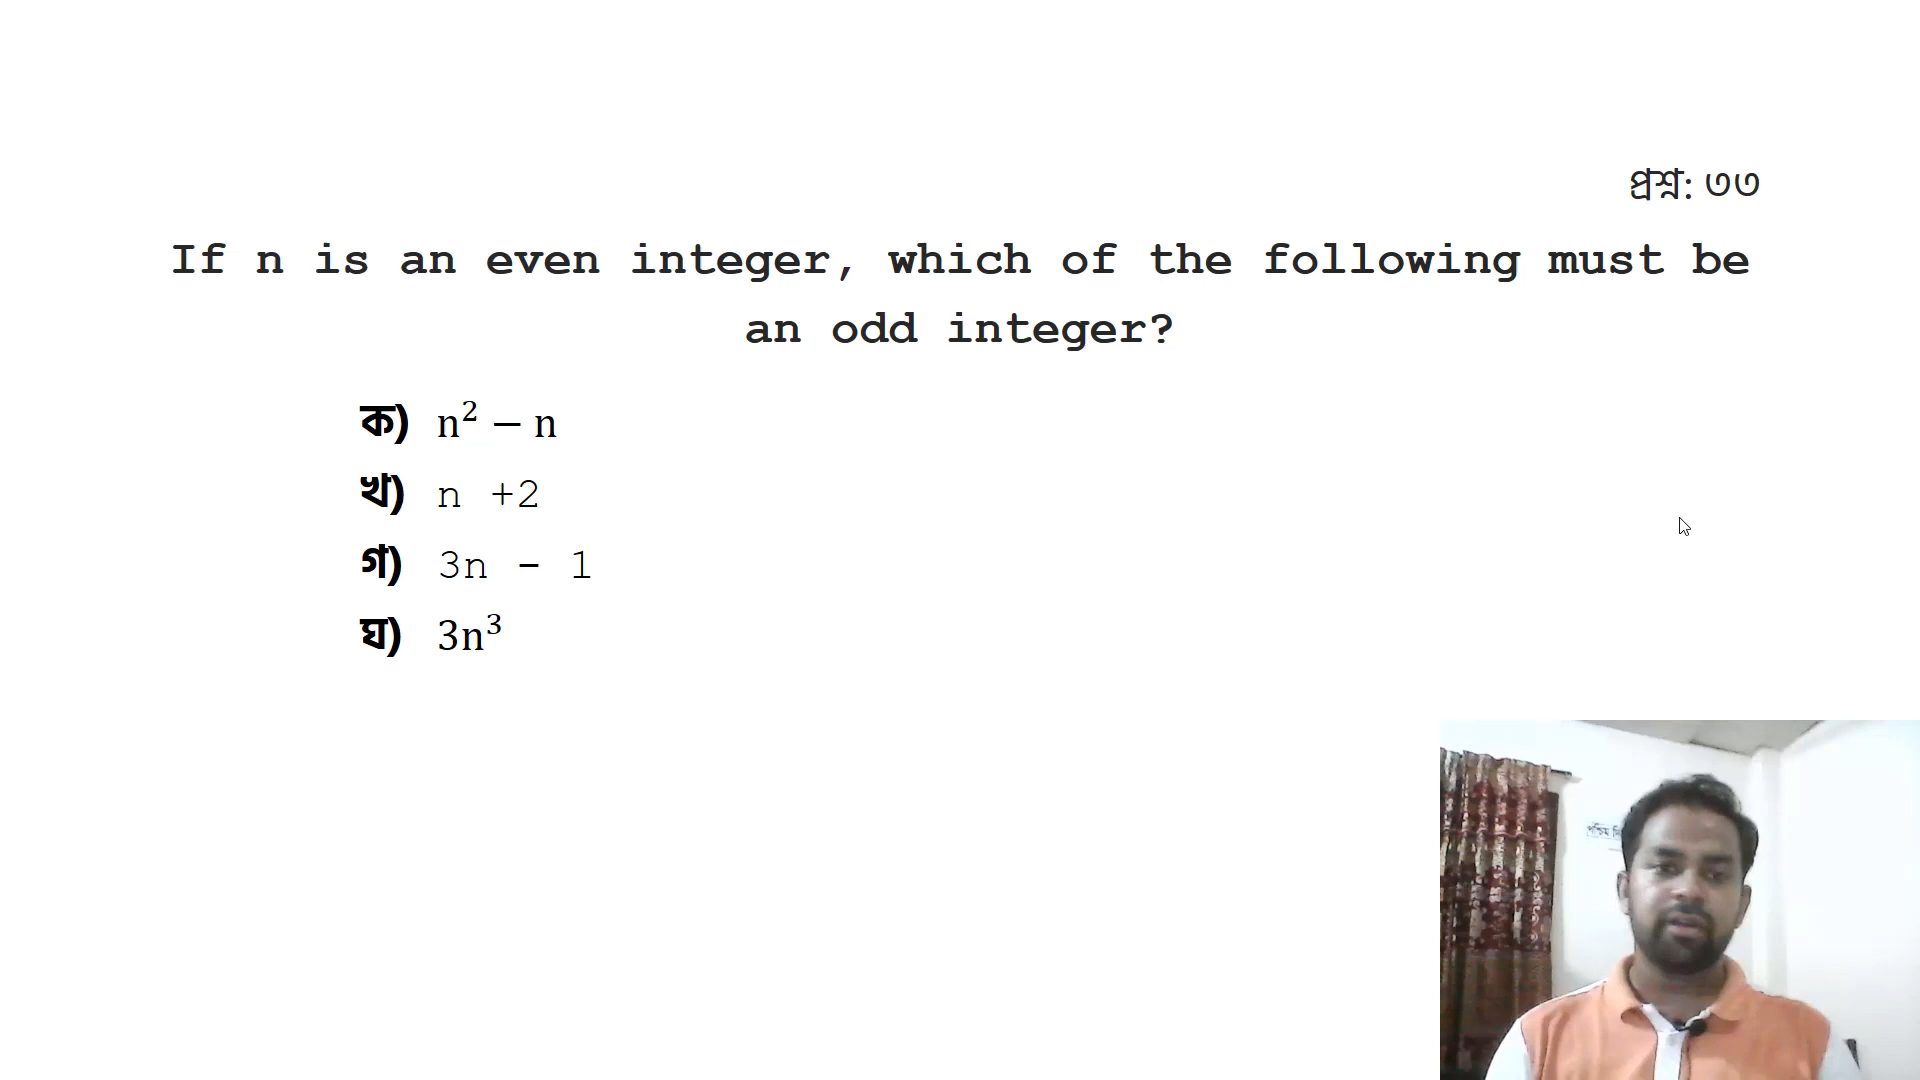 প্রশ্ন: ৩৩
If n is an even integer, which of the following must be
an odd integer?
ক) n² − n
খ) n +2
গ) 3n - 1
ঘ) 3n³
পশ্চিম